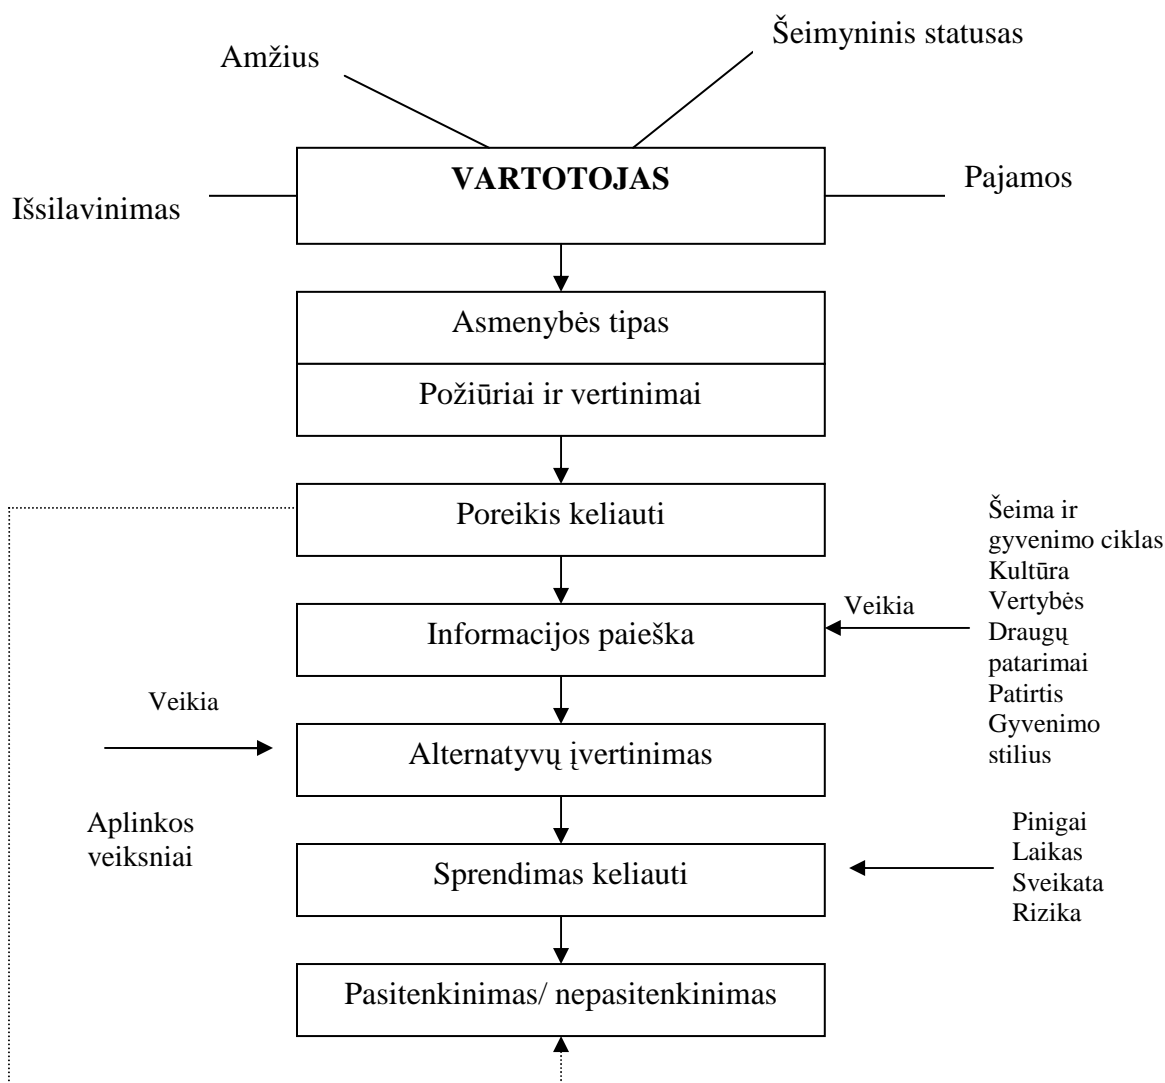 Šeimyninis statusas
Amžius
VARTOTOJAS
Pajamos
Išsilavinimas
Asmenybės tipas
Požiūriai ir vertinimai
Poreikis keliauti
Šeima ir
gyvenimo ciklas
Kultūra
Vertybės
Draugų
patarimai
Patirtis
Gyvenimo
stilius
Veikia
Informacijos paieška
Veikia
Alternatyvų įvertinimas
Aplinkos
veiksniai
Pinigai
Laikas
Sveikata
Rizika
Sprendimas keliauti
Pasitenkinimas/ nepasitenkinimas